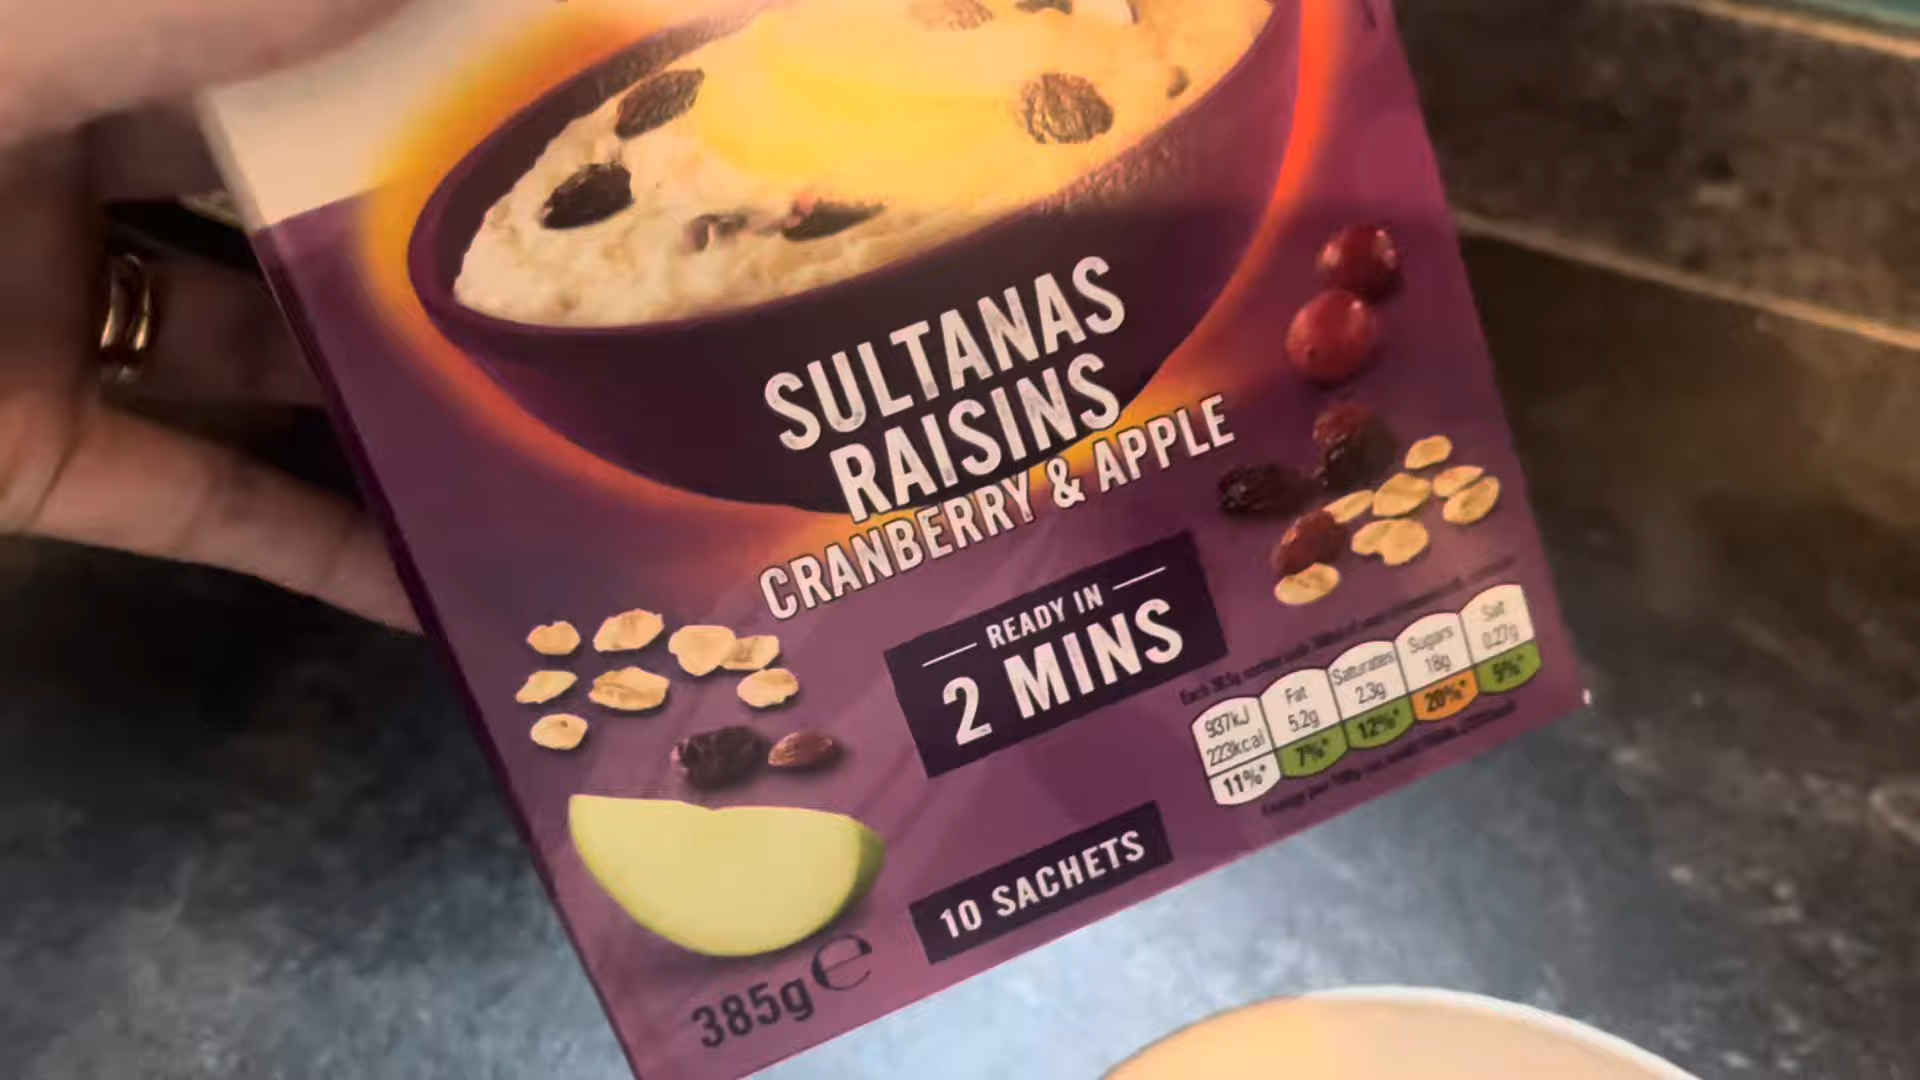 SULTANAS
RAISINS
CRANBERRY & APPLE
READY IN
2 MINS
937kJ
223kcal
11%*
Fat
5.2g
7%*
Saturates
2.3g
12%*
Sugars
18g
20%*
Salt
0.27g
5%*
10 SACHETS
385g e